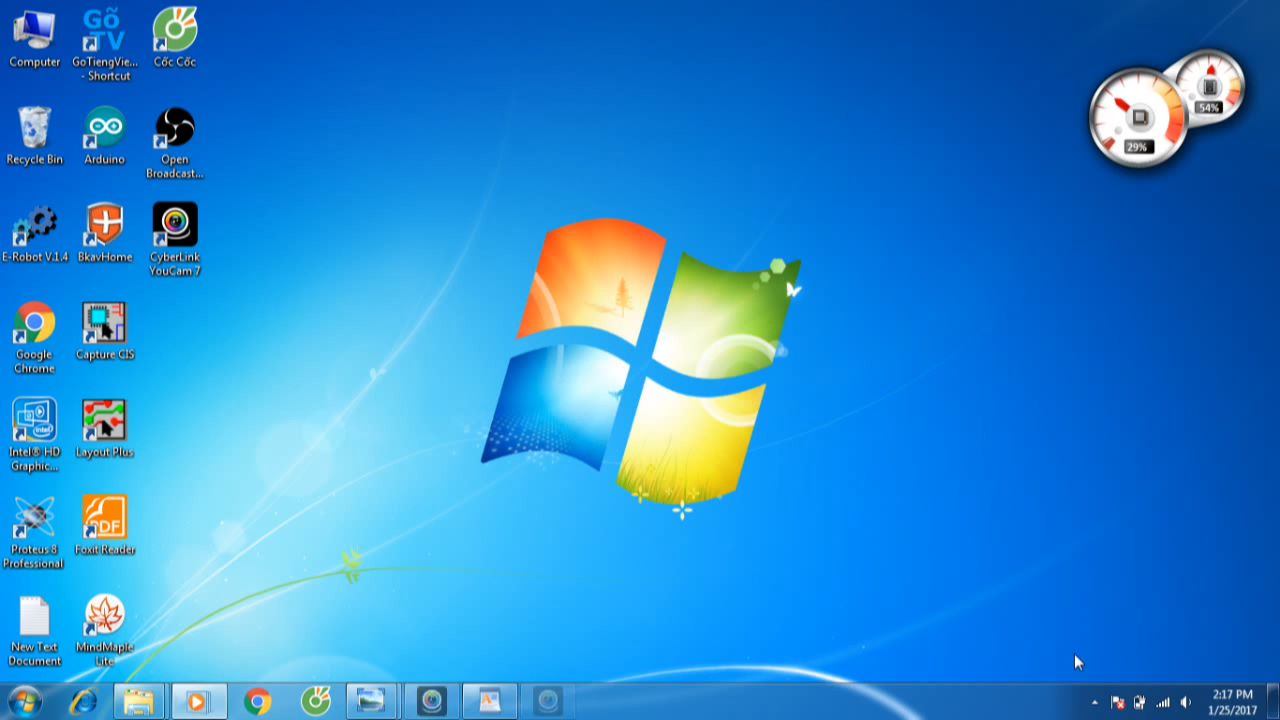 Computer
Gõ
TV
GoTiengVie...
- Shortcut
Cốc Cốc
Recycle Bin
Arduino
Open
Broadcast...
E-Robot V.1.4
BkavHome
CyberLink
YouCam 7
Google
Chrome
Capture CIS
intel
Intel® HD
Graphic...
Layout Plus
Proteus 8
Professional
PDF
Foxit Reader
New Text
Document
MindMaple
Lite
54%
29%
2:17 PM
1/25/2017